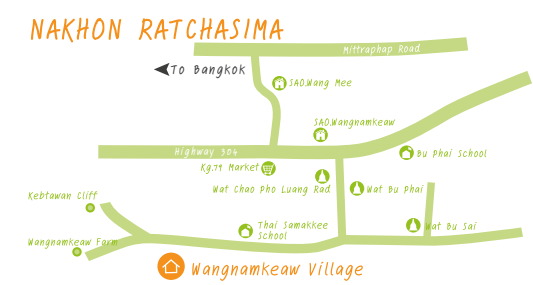 NAKHON RATCHASIMA
Mittraphap Road
To Bangkok
SAO.Wang Mee
SAO.Wangnamkeaw
Highway 304
Bu Phai School
Kg.79 Market
Wat Chao Pho Luang Rad
Wat Bu Phai
Kebtawan Cliff
Thai Samakkee
School
Wat Bu Sai
Wangnamkeaw Farm
Wangnamkeaw Village